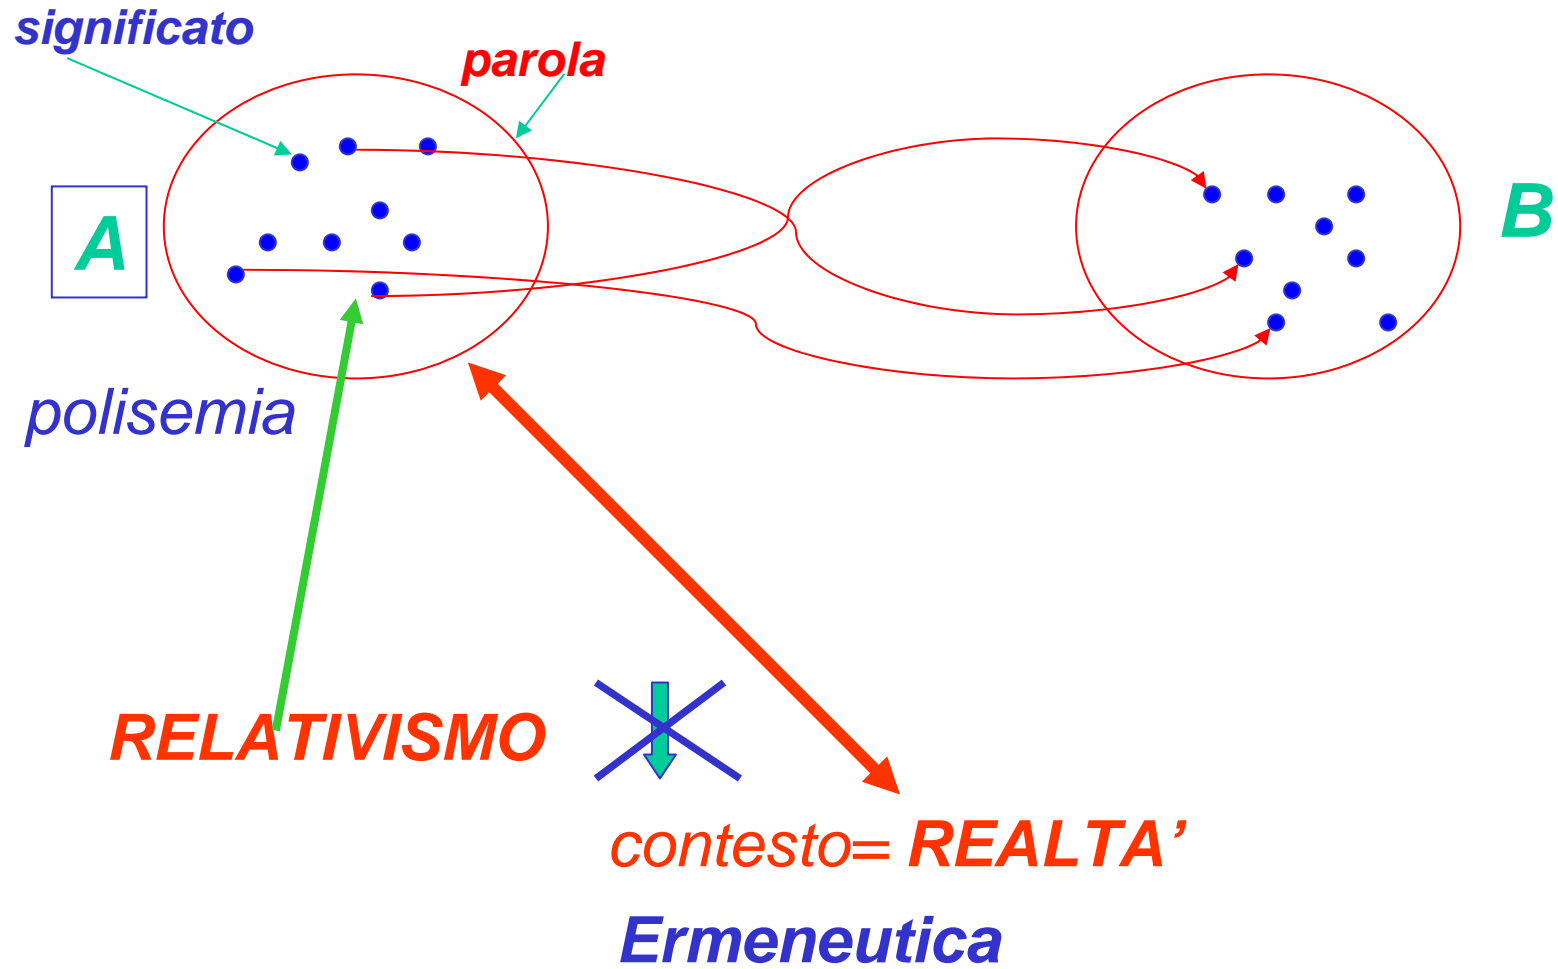 significato
parola
A
B
polisemia
RELATIVISMO
contesto= REALTA’
Ermeneutica